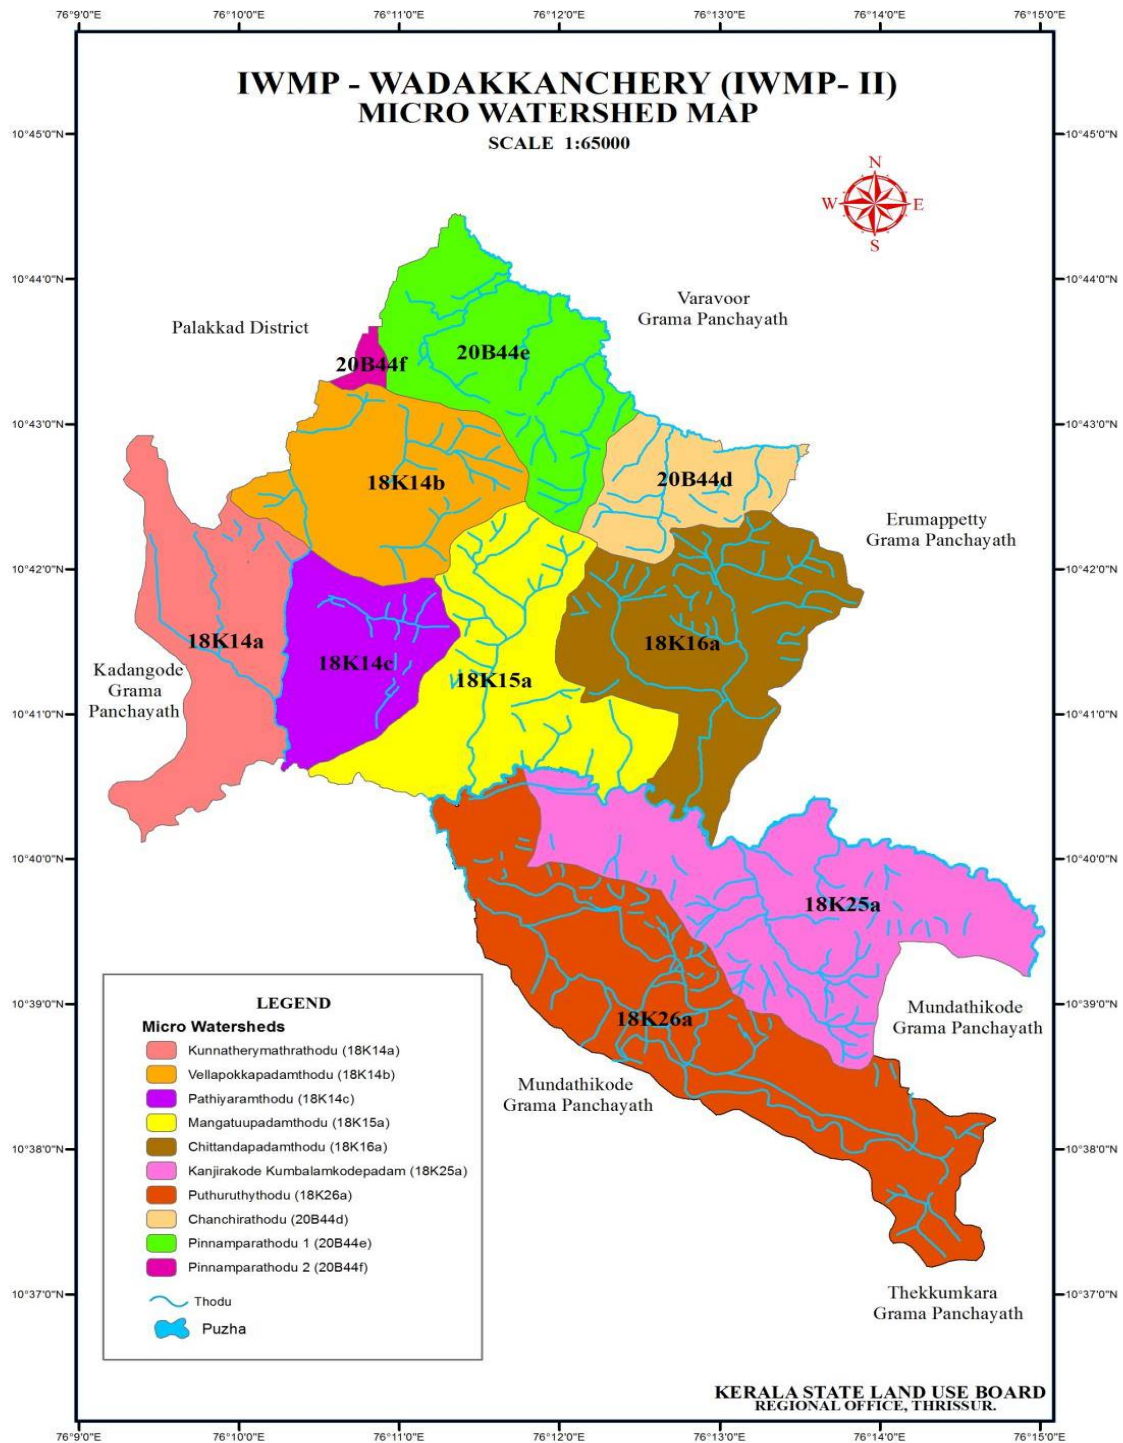 76°9'0"E 76°10'0"E 76°11'0"E 76°12'0"E 76°13'0"E 76°14'0"E 76°15'0"E
IWMP - WADAKKANCHERY (IWMP- II)
MICRO WATERSHED MAP
SCALE 1:65000
10°45'0"N 10°45'0"N
N
W E
S
10°44'0"N 10°44'0"N
Varavoor
Grama Panchayath
Palakkad District
20B44e
20B44f
10°43'0"N 10°43'0"N
20B44d
18K14b
Erumappetty
Grama Panchayath
10°42'0"N 10°42'0"N
18K14a
18K16a
18K14c
Kadangode
Grama
Panchayath
18K15a
10°41'0"N 10°41'0"N
10°40'0"N 10°40'0"N
18K25a
10°39'0"N 10°39'0"N
Mundathikode
Grama Panchayath
18K26a
Mundathikode
Grama Panchayath
LEGEND
Micro Watersheds
Kunnatherymathrathodu (18K14a)
Vellapokkapadamthodu (18K14b)
Pathiyaramthodu (18K14c)
Mangatuupadamthodu (18K15a)
Chittandapadamthodu (18K16a)
Kanjirakode Kumbalamkodepadam (18K25a)
Puthuruthythodu (18K26a)
Chanchirathodu (20B44d)
Pinnamparathodu 1 (20B44e)
Pinnamparathodu 2 (20B44f)
Thodu
Puzha
10°38'0"N 10°38'0"N
10°37'0"N 10°37'0"N
Thekkumkara
Grama Panchayath
KERALA STATE LAND USE BOARD
REGIONAL OFFICE, THRISSUR.
76°9'0"E 76°10'0"E 76°11'0"E 76°12'0"E 76°13'0"E 76°14'0"E 76°15'0"E